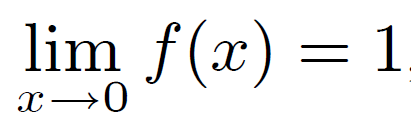 lim f(x) = 1,
x→0